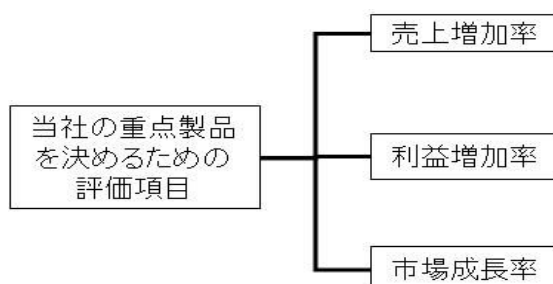 売上増加率
当社の重点製品
を決めるための
評価項目
利益増加率
市場成長率